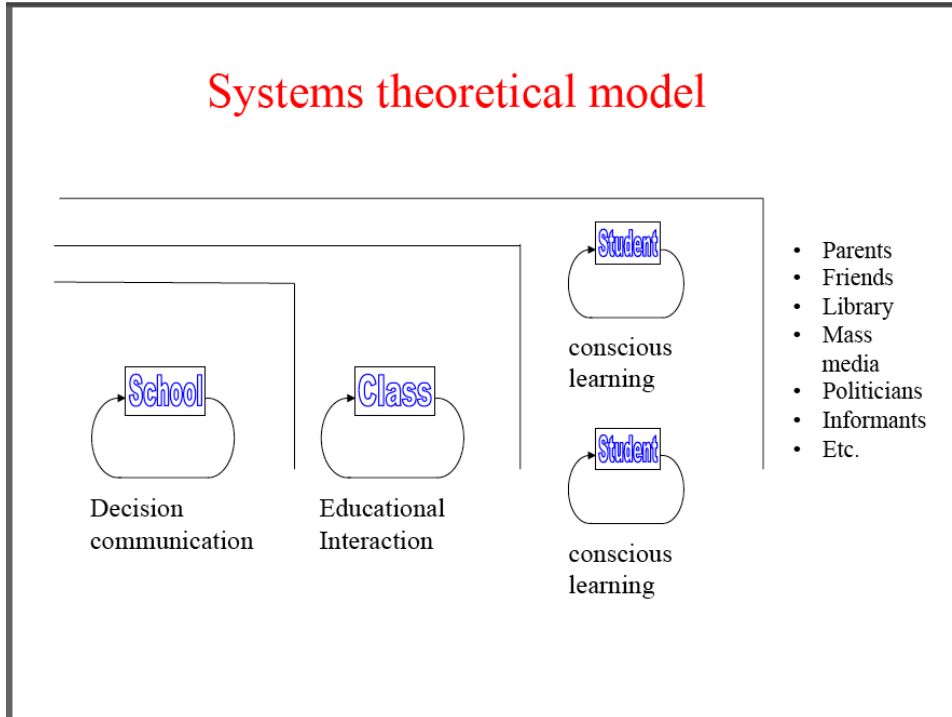 Systems theoretical model
School
Decision
communication
Class
Educational
Interaction
Student
conscious
learning
Student
conscious
learning
• Parents
• Friends
• Library
• Mass
media
• Politicians
• Informants
• Etc.